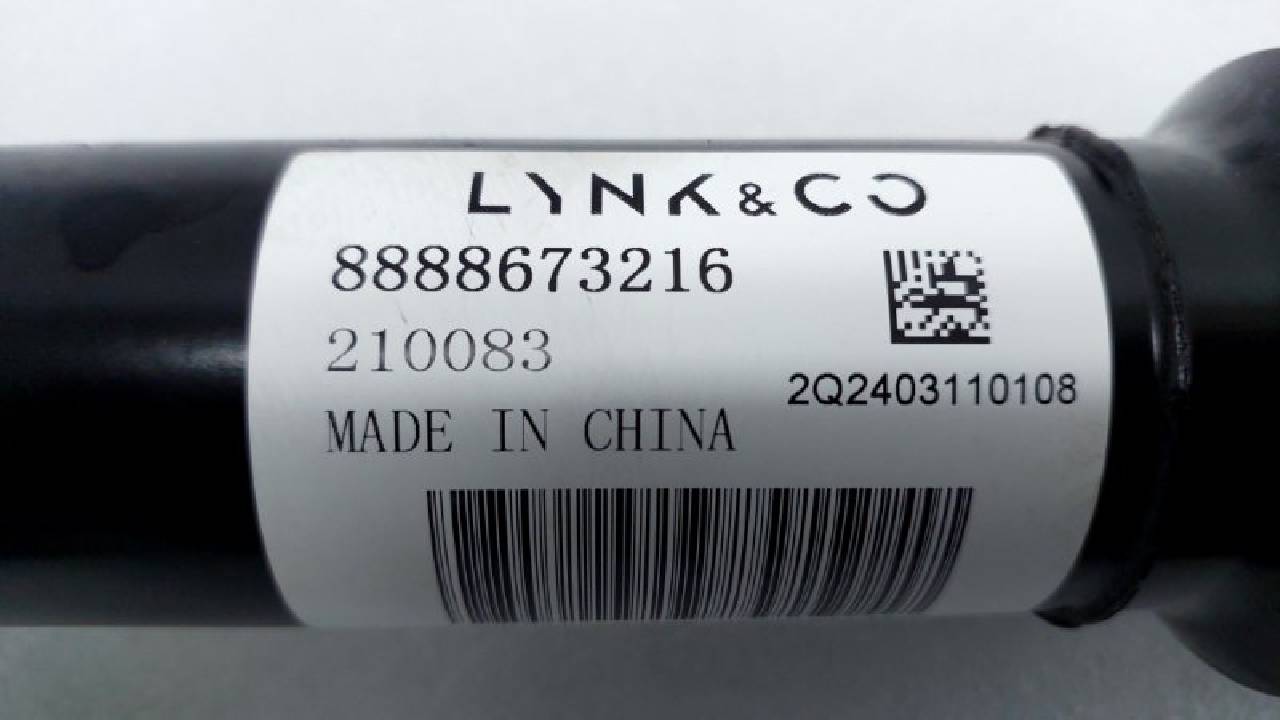 LYNK & CO
8888673216
210083
2Q2403110108
MADE IN CHINA